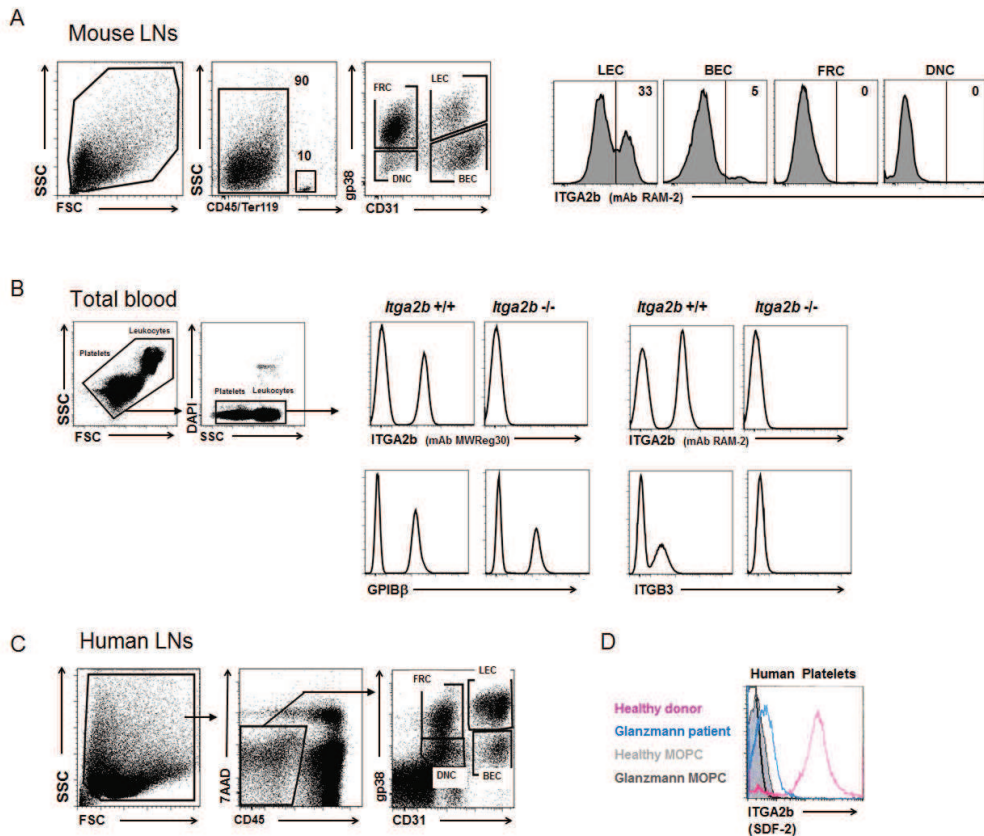 A
Mouse LNs
SSC
FSC
SSC
90
10
CD45/Ter119
gp38
FRC
LEC
DNC
BEC
CD31
LEC
BEC
FRC
DNC
33
5
0
0
ITGA2b (mAb RAM-2)
B
Total blood
SSC
Leukocytes
Platelets
FSC
DAPI
Platelets Leukocytes
SSC
Itga2b +/+
Itga2b -/-
Itga2b +/+
Itga2b -/-
ITGA2b (mAb MWReg30)
ITGA2b (mAb RAM-2)
GPIBβ
ITGB3
C
Human LNs
SSC
FSC
7AAD
CD45
gp38
FRC
LEC
DNC
BEC
CD31
D
Human Platelets
Healthy donor
Glanzmann patient
Healthy MOPC
Glanzmann MOPC
ITGA2b
(SDF-2)